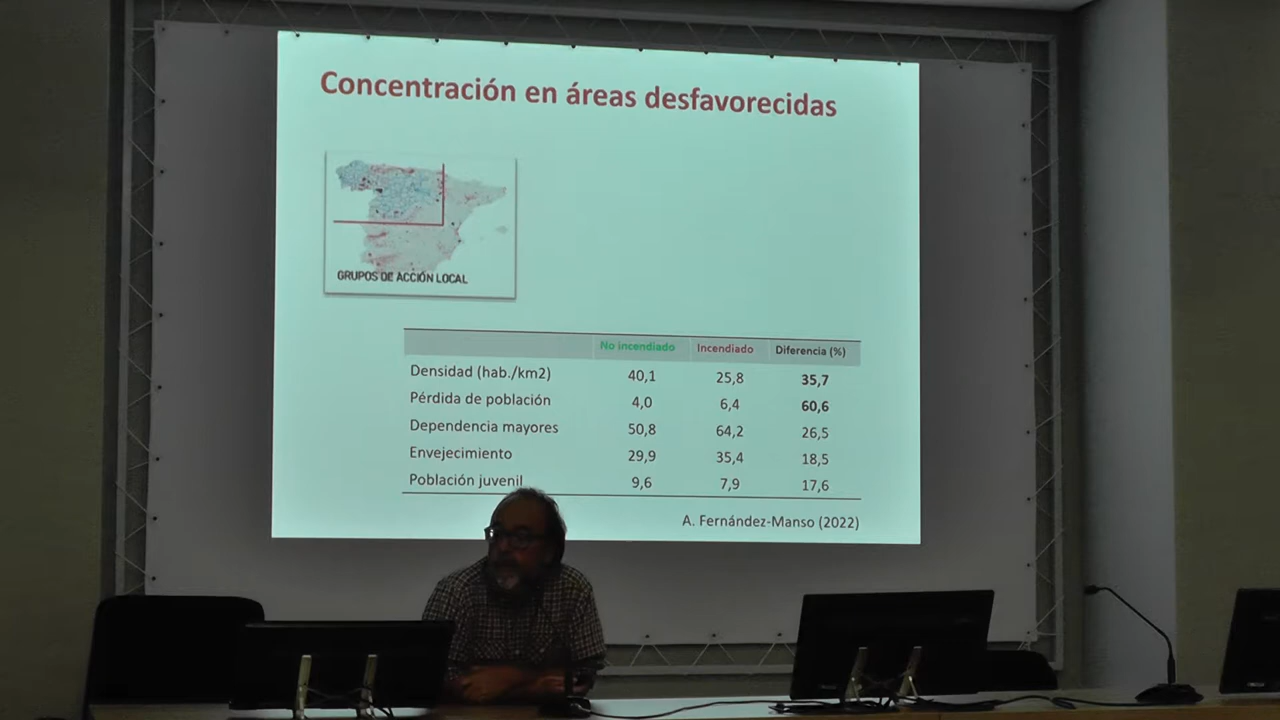 Concentración en áreas desfavorecidas
GRUPOS DE ACCIÓN LOCAL
No incendiado Incendiado Diferencia (%)
Densidad (hab./km2) 40,1 25,8 35,7
Pérdida de población 4,0 6,4 60,6
Dependencia mayores 50,8 64,2 26,5
Envejecimiento 29,9 35,4 18,5
Población juvenil 9,6 7,9 17,6
A. Fernández-Manso (2022)